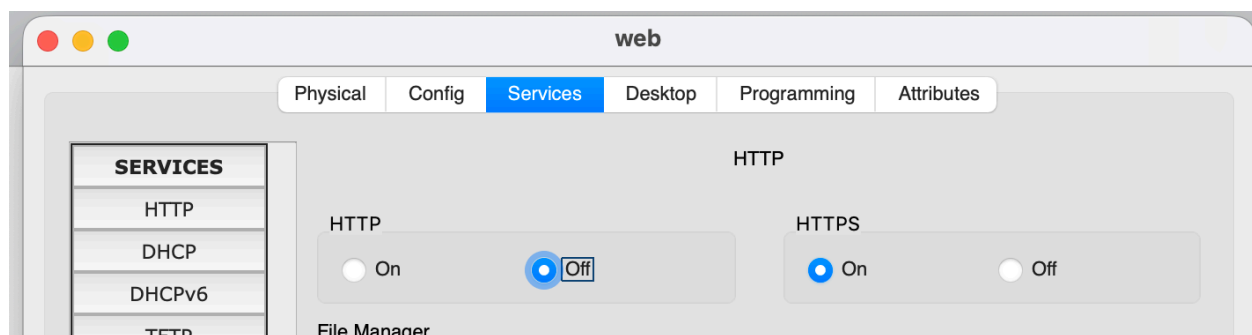 web
Physical Config Services Desktop Programming Attributes
SERVICES
HTTP
DHCP
DHCPv6
TFTP
HTTP
HTTP
On Off
HTTPS
On Off
File Manager